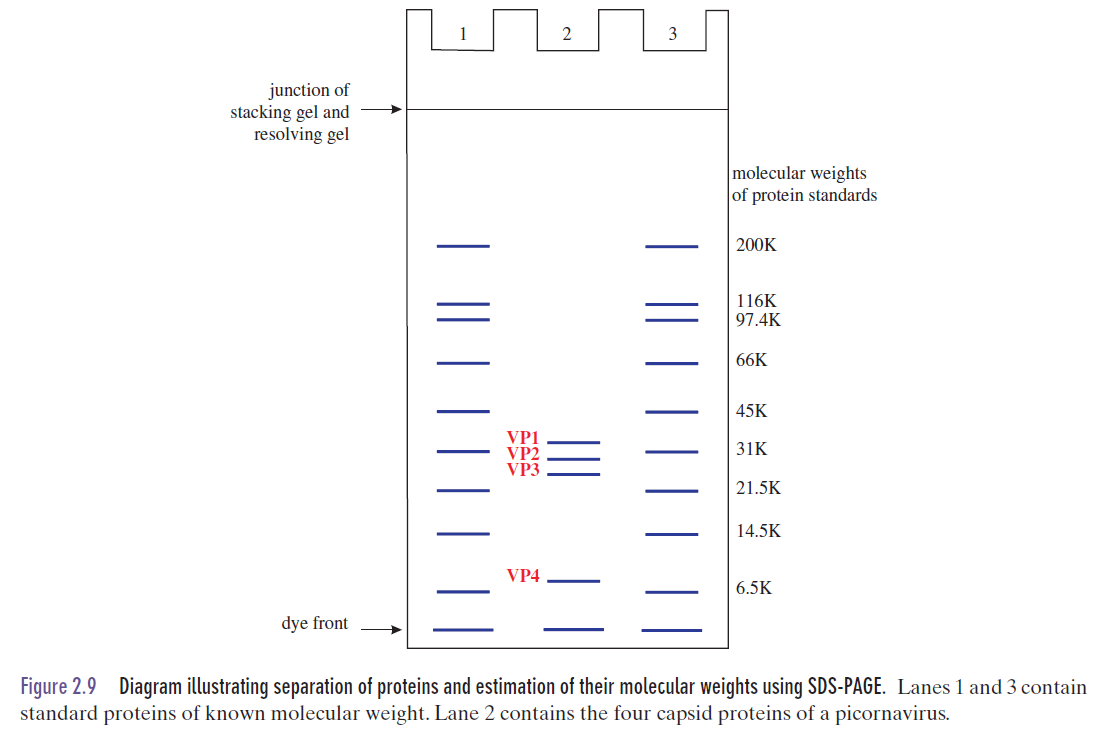 1
2
3
junction of
stacking gel and
resolving gel
molecular weights
of protein standards
200K
116K
97.4K
66K
45K
VP1
VP2
31K
VP3
21.5K
14.5K
VP4
6.5K
dye front
Figure 2.9 Diagram illustrating separation of proteins and estimation of their molecular weights using SDS-PAGE. Lanes 1 and 3 contain
standard proteins of known molecular weight. Lane 2 contains the four capsid proteins of a picornavirus.